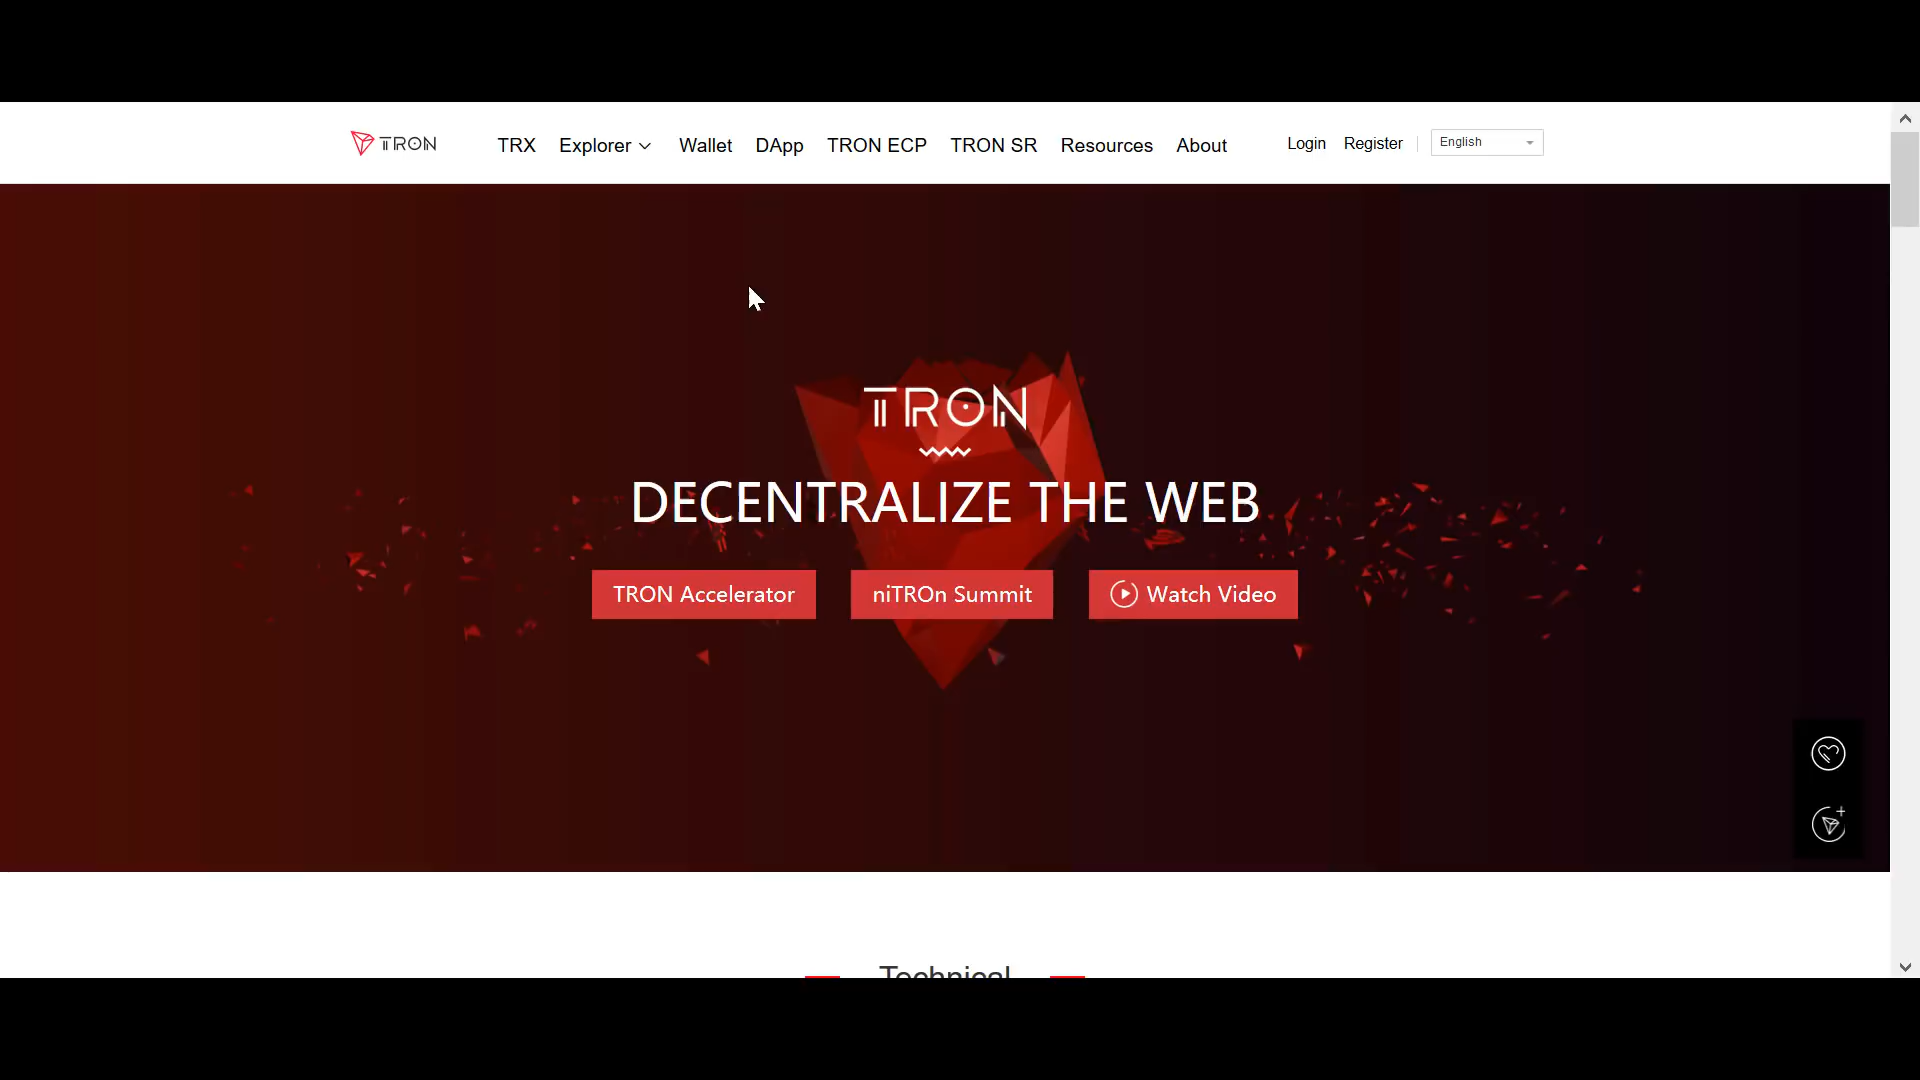 TRON
TRX Explorer Wallet DApp TRON ECP TRON SR Resources About Login Register English
TRON
DECENTRALIZE THE WEB
TRON Accelerator niTROn Summit Watch Video
Technical